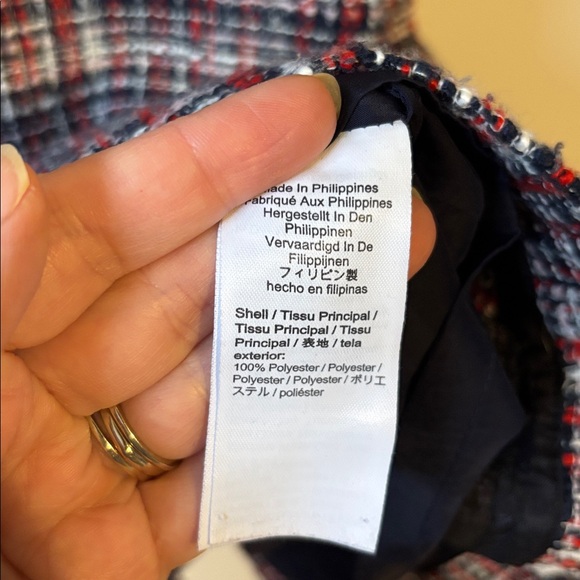 Made In Philippines
Fabriqué Aux Philippines
Hergestellt In Den
Philippinen
Vervaardigd In De
Filippijnen
フィリピン製
hecho en filipinas
Shell / Tissu Principal /
Tissu Principal / Tissu
Principal / 表地 / tela
exterior:
100% Polyester / Polyester /
Polyester / Polyester / ポリエ
ステル / poliéster